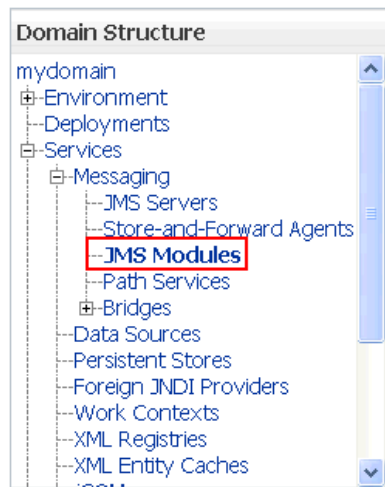 Domain Structure
mydomain
Environment
Deployments
Services
Messaging
JMS Servers
Store-and-Forward Agents
JMS Modules
Path Services
Bridges
Data Sources
Persistent Stores
Foreign JNDI Providers
Work Contexts
XML Registries
XML Entity Caches